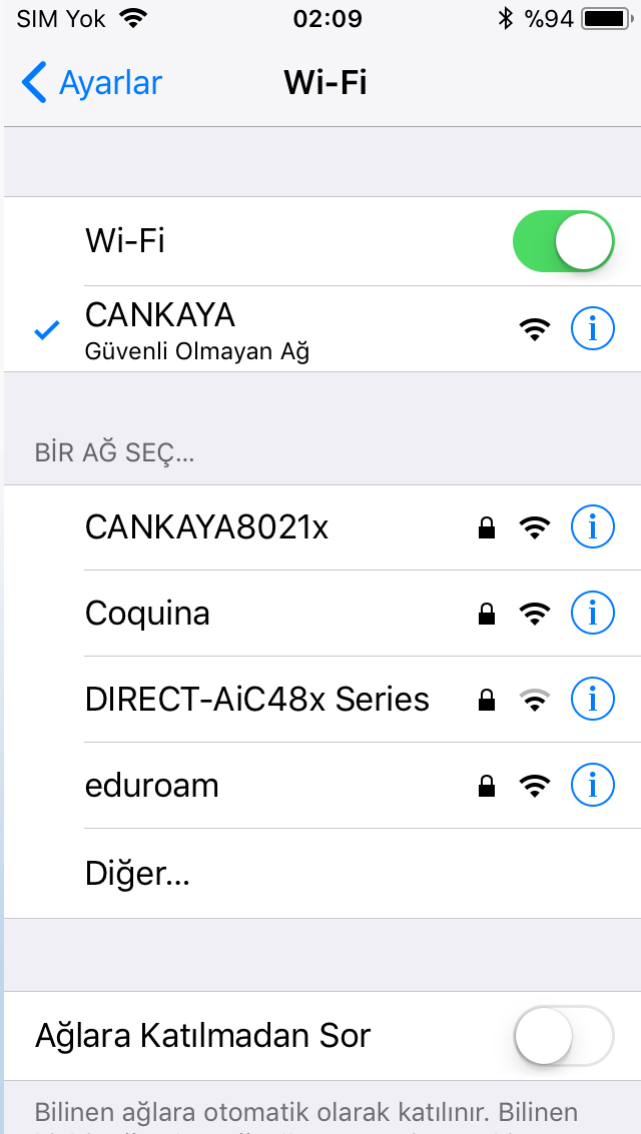 SIM Yok 02:09 %94
Ayarlar Wi-Fi
Wi-Fi
CANKAYA
Güvenli Olmayan Ağ
BİR AĞ SEÇ...
CANKAYA8021x
Coquina
DIRECT-AiC48x Series
eduroam
Diğer...
Ağlara Katılmadan Sor
Bilinen ağlara otomatik olarak katılınır. Bilinen